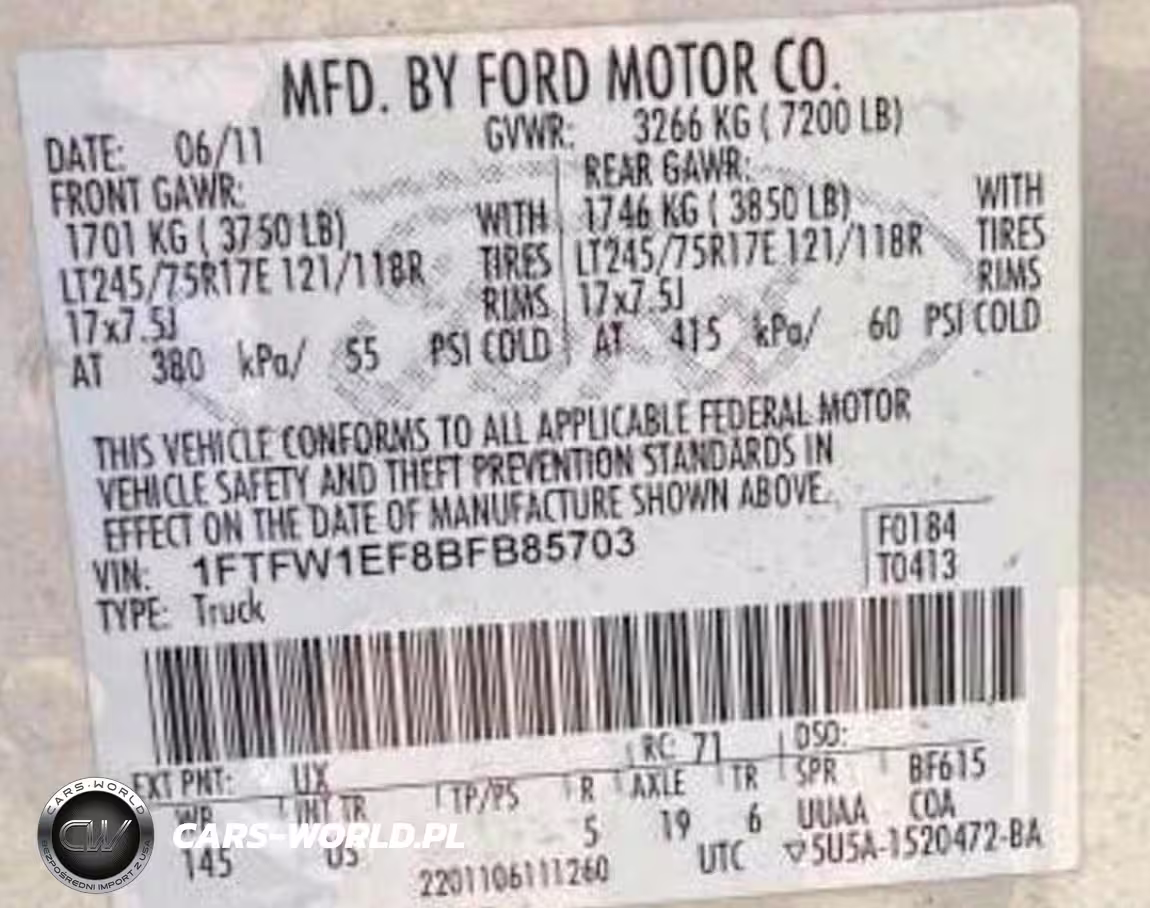 MFD. BY FORD MOTOR CO.
DATE: 06/11 GVWR: 3266 KG ( 7200 LB)
FRONT GAWR: REAR GAWR:
1701 KG ( 3750 LB) WITH 1746 KG ( 3850 LB) WITH
LT245/75R17E 121/118R TIRES LT245/75R17E 121/118R TIRES
17x7.5J RIMS 17x7.5J RIMS
AT 380 kPa/ 55 PSI COLD AT 415 kPa/ 60 PSI COLD
THIS VEHICLE CONFORMS TO ALL APPLICABLE FEDERAL MOTOR
VEHICLE SAFETY AND THEFT PREVENTION STANDARDS IN
EFFECT ON THE DATE OF MANUFACTURE SHOWN ABOVE.
VIN: 1FTFW1EF8BFB85703
F0184
TYPE: Truck
T0413
EXT PNT: UX RC: 71 DSO:
WB INT TR TP/PS R AXLE TR SPR BF615
145 US 5 19 6 UUAA COA
2201106111260 UTC ▽5U5A-1520472-BA
CARS-WORLD
CW
BEZPOŚREDNI IMPORT Z USA
CARS-WORLD.PL